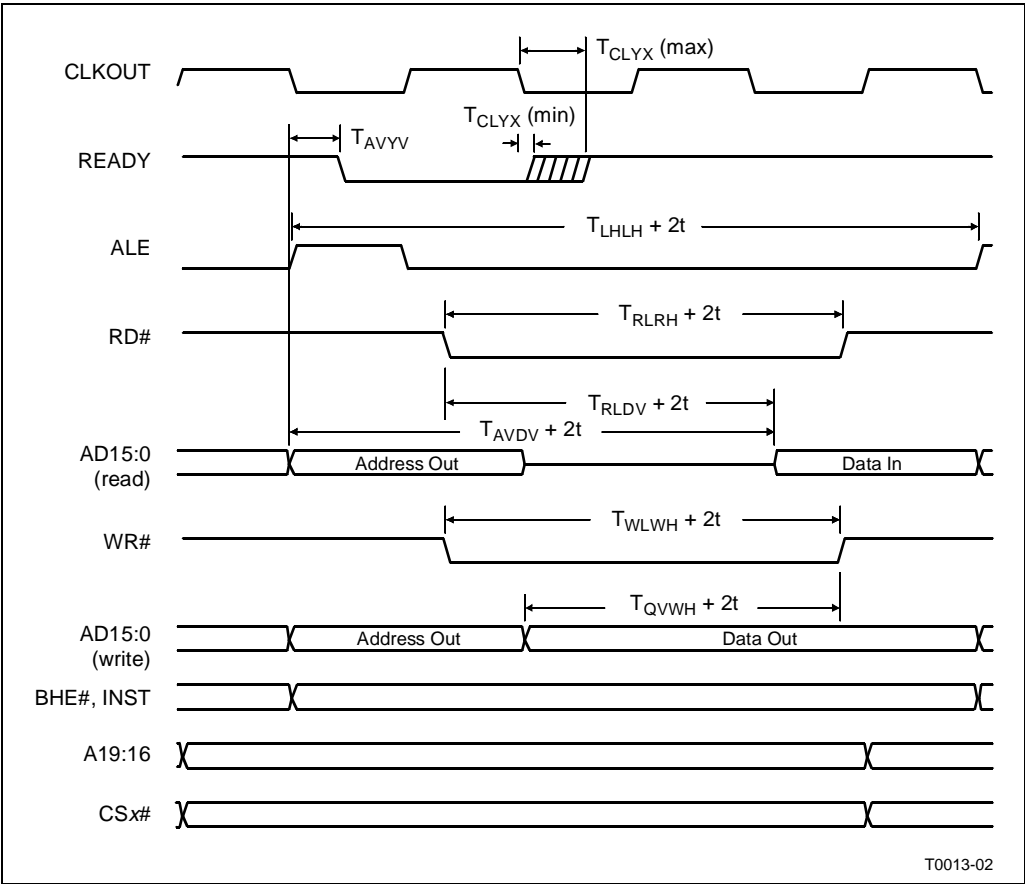 T_CLYX (max)
CLKOUT
T_CLYX (min)
T_AVYV
READY
T_LHLH + 2t
ALE
T_RLRH + 2t
RD#
T_RLDV + 2t
T_AVDV + 2t
AD15:0
(read)
Address Out
Data In
T_WLWH + 2t
WR#
T_QVWH + 2t
AD15:0
(write)
Address Out
Data Out
BHE#, INST
A19:16
CSx#
T0013-02